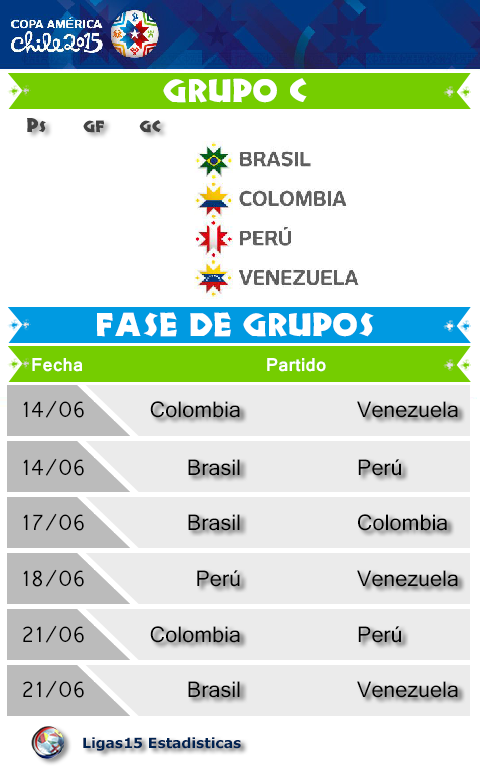 COPA AMÉRICA
Chile2015
GRUPO C
Ps GF GC
BRASIL
COLOMBIA
PERÚ
VENEZUELA
FASE DE GRUPOS
Fecha Partido
14/06 Colombia Venezuela
14/06 Brasil Perú
17/06 Brasil Colombia
18/06 Perú Venezuela
21/06 Colombia Perú
21/06 Brasil Venezuela
Ligas15 Estadisticas